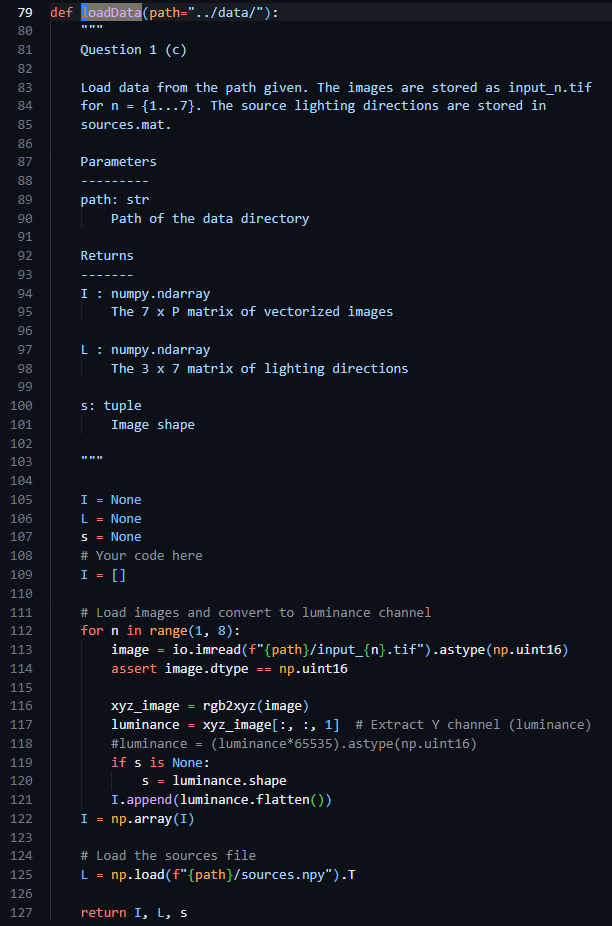 79 def loadData(path="../data/"):
80     """
81     Question 1 (c)
82
83     Load data from the path given. The images are stored as input_n.tif
84     for n = {1...7}. The source lighting directions are stored in
85     sources.mat.
86
87     Parameters
88     ---------
89     path: str
90         Path of the data directory
91
92     Returns
93     -------
94     I : numpy.ndarray
95         The 7 x P matrix of vectorized images
96
97     L : numpy.ndarray
98         The 3 x 7 matrix of lighting directions
99
100     s: tuple
101         Image shape
102
103     """
104
105     I = None
106     L = None
107     s = None
108     # Your code here
109     I = []
110
111     # Load images and convert to luminance channel
112     for n in range(1, 8):
113         image = io.imread(f"{path}/input_{n}.tif").astype(np.uint16)
114         assert image.dtype == np.uint16
115
116         xyz_image = rgb2xyz(image)
117         luminance = xyz_image[:, :, 1]  # Extract Y channel (luminance)
118         #luminance = (luminance*65535).astype(np.uint16)
119         if s is None:
120             s = luminance.shape
121         I.append(luminance.flatten())
122     I = np.array(I)
123
124     # Load the sources file
125     L = np.load(f"{path}/sources.npy").T
126
127     return I, L, s